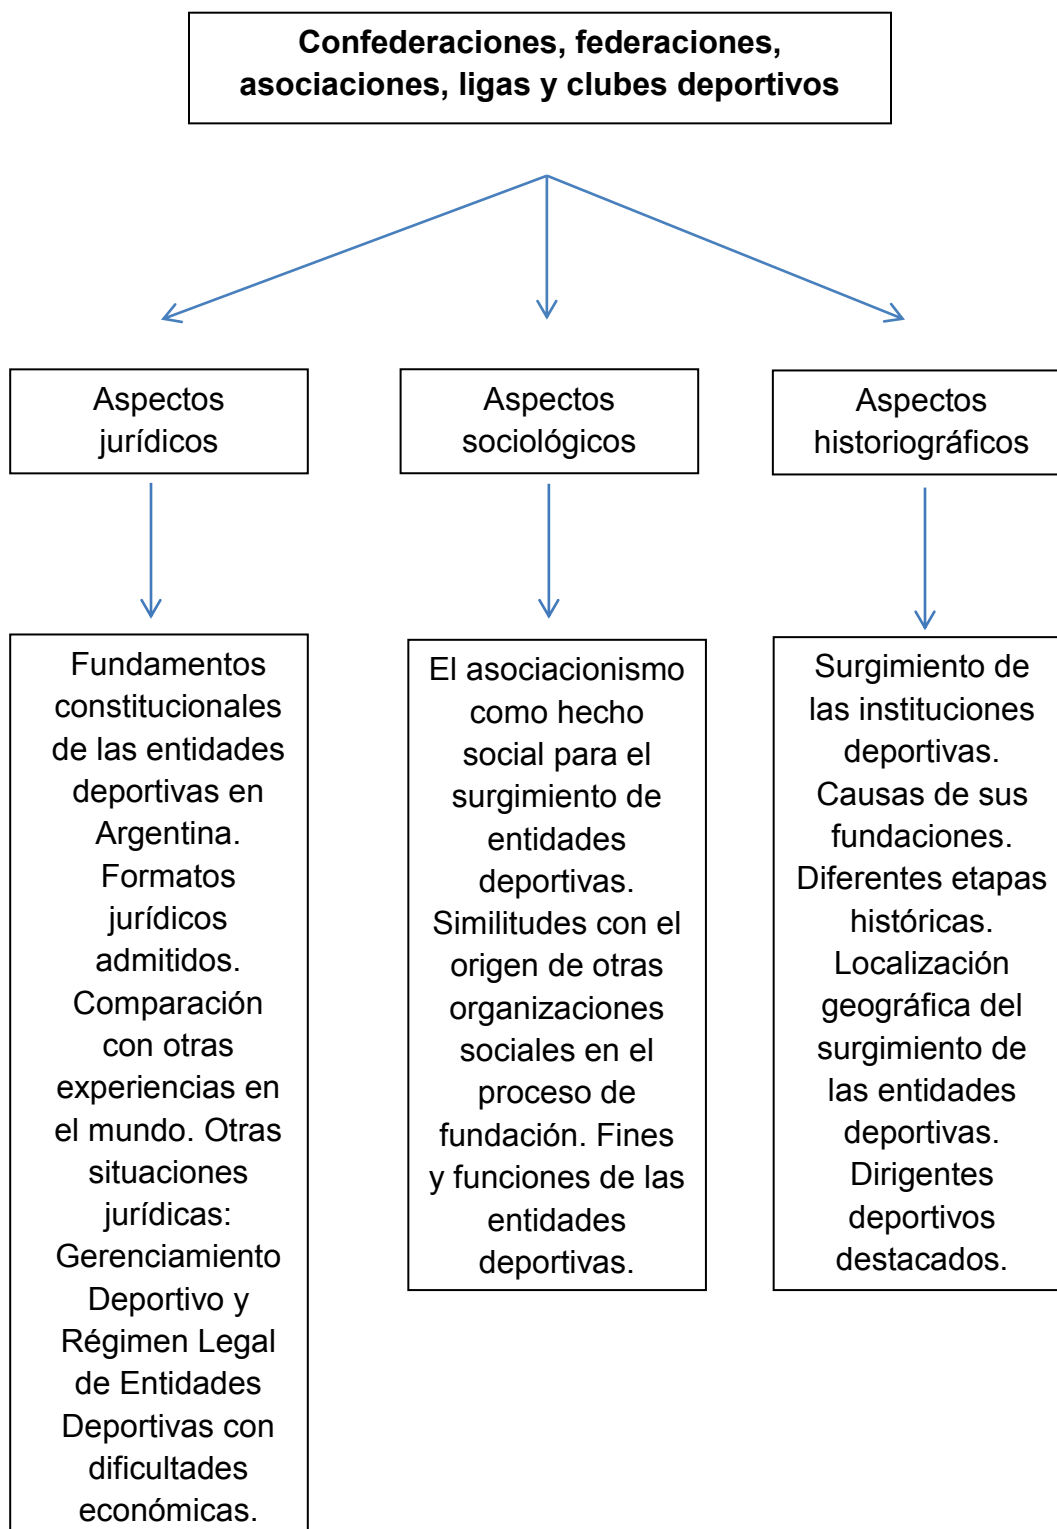 Confederaciones, federaciones,
asociaciones, ligas y clubes deportivos
Aspectos
jurídicos
Aspectos
sociológicos
Aspectos
historiográficos
Fundamentos
constitucionales
de las entidades
deportivas en
Argentina.
Formatos
jurídicos
admitidos.
Comparación
con otras
experiencias en
el mundo. Otras
situaciones
jurídicas:
Gerenciamiento
Deportivo y
Régimen Legal
de Entidades
Deportivas con
dificultades
económicas.
El asociacionismo
como hecho
social para el
surgimiento de
entidades
deportivas.
Similitudes con el
origen de otras
organizaciones
sociales en el
proceso de
fundación. Fines
y funciones de las
entidades
deportivas.
Surgimiento de
las instituciones
deportivas.
Causas de sus
fundaciones.
Diferentes etapas
históricas.
Localización
geográfica del
surgimiento de
las entidades
deportivas.
Dirigentes
deportivos
destacados.